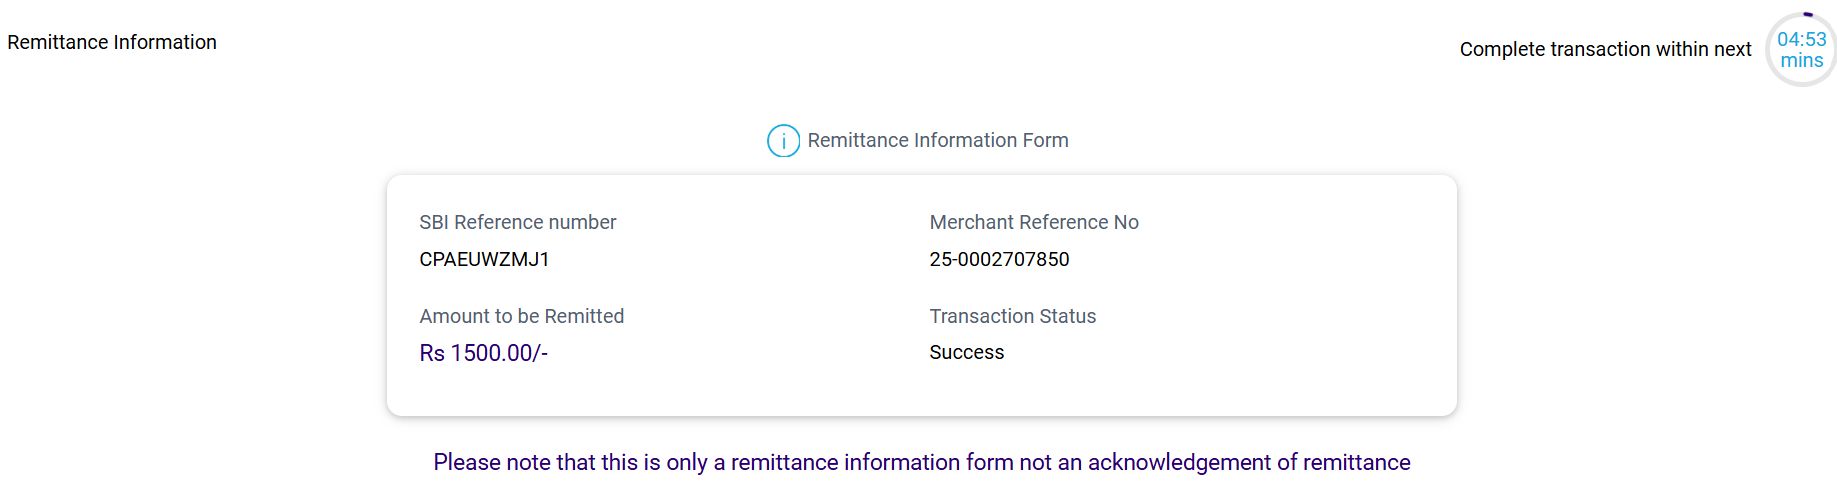 Remittance Information
Complete transaction within next
04:53
mins
i Remittance Information Form
SBI Reference number
Merchant Reference No
CPAEUWZMJ1
25-0002707850
Amount to be Remitted
Transaction Status
Rs 1500.00/-
Success
Please note that this is only a remittance information form not an acknowledgement of remittance